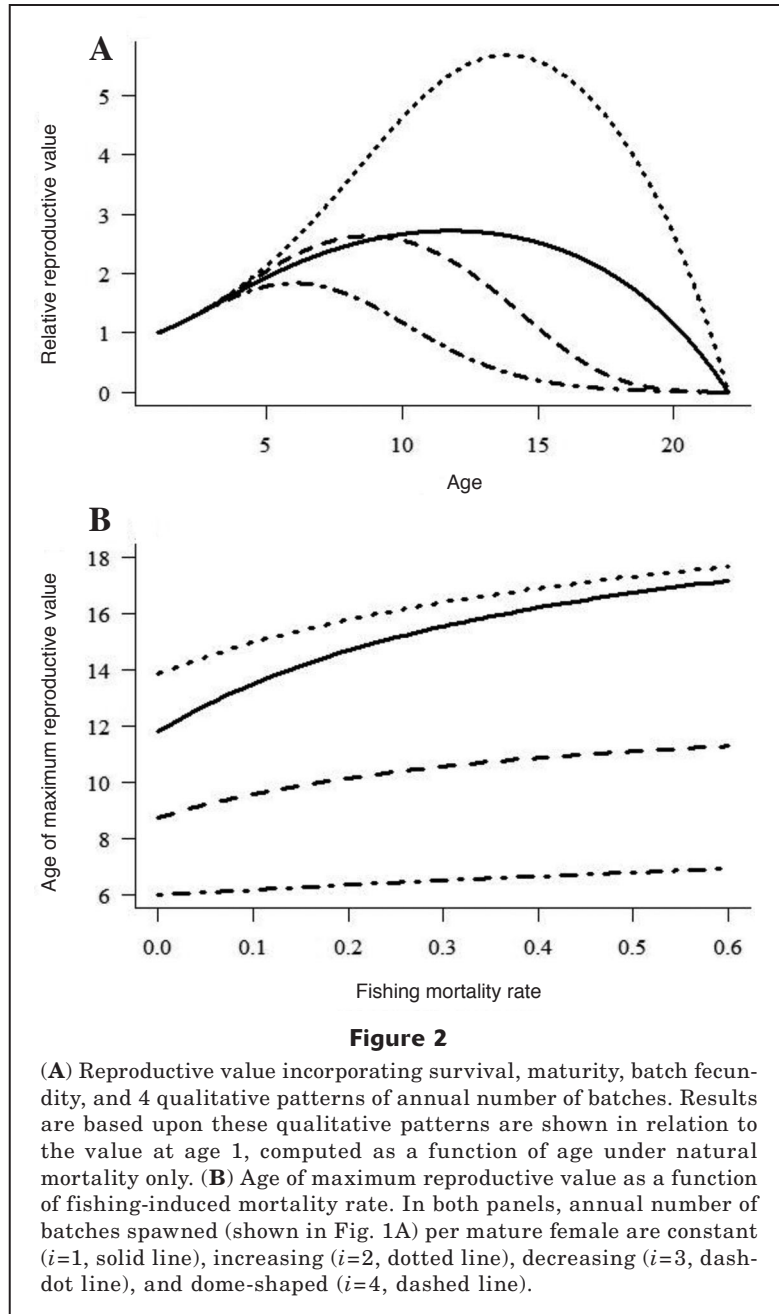 A
Relative reproductive value
5
4
3
2
1
0
5 10 15 20
Age
B
Age of maximum reproductive value
18
16
14
12
10
8
6
0.0 0.1 0.2 0.3 0.4 0.5 0.6
Fishing mortality rate
Figure 2
(A) Reproductive value incorporating survival, maturity, batch fecun-
dity, and 4 qualitative patterns of annual number of batches. Results
are based upon these qualitative patterns are shown in relation to
the value at age 1, computed as a function of age under natural
mortality only. (B) Age of maximum reproductive value as a function
of fishing-induced mortality rate. In both panels, annual number of
batches spawned (shown in Fig. 1A) per mature female are constant
(i=1, solid line), increasing (i=2, dotted line), decreasing (i=3, dash-
dot line), and dome-shaped (i=4, dashed line).